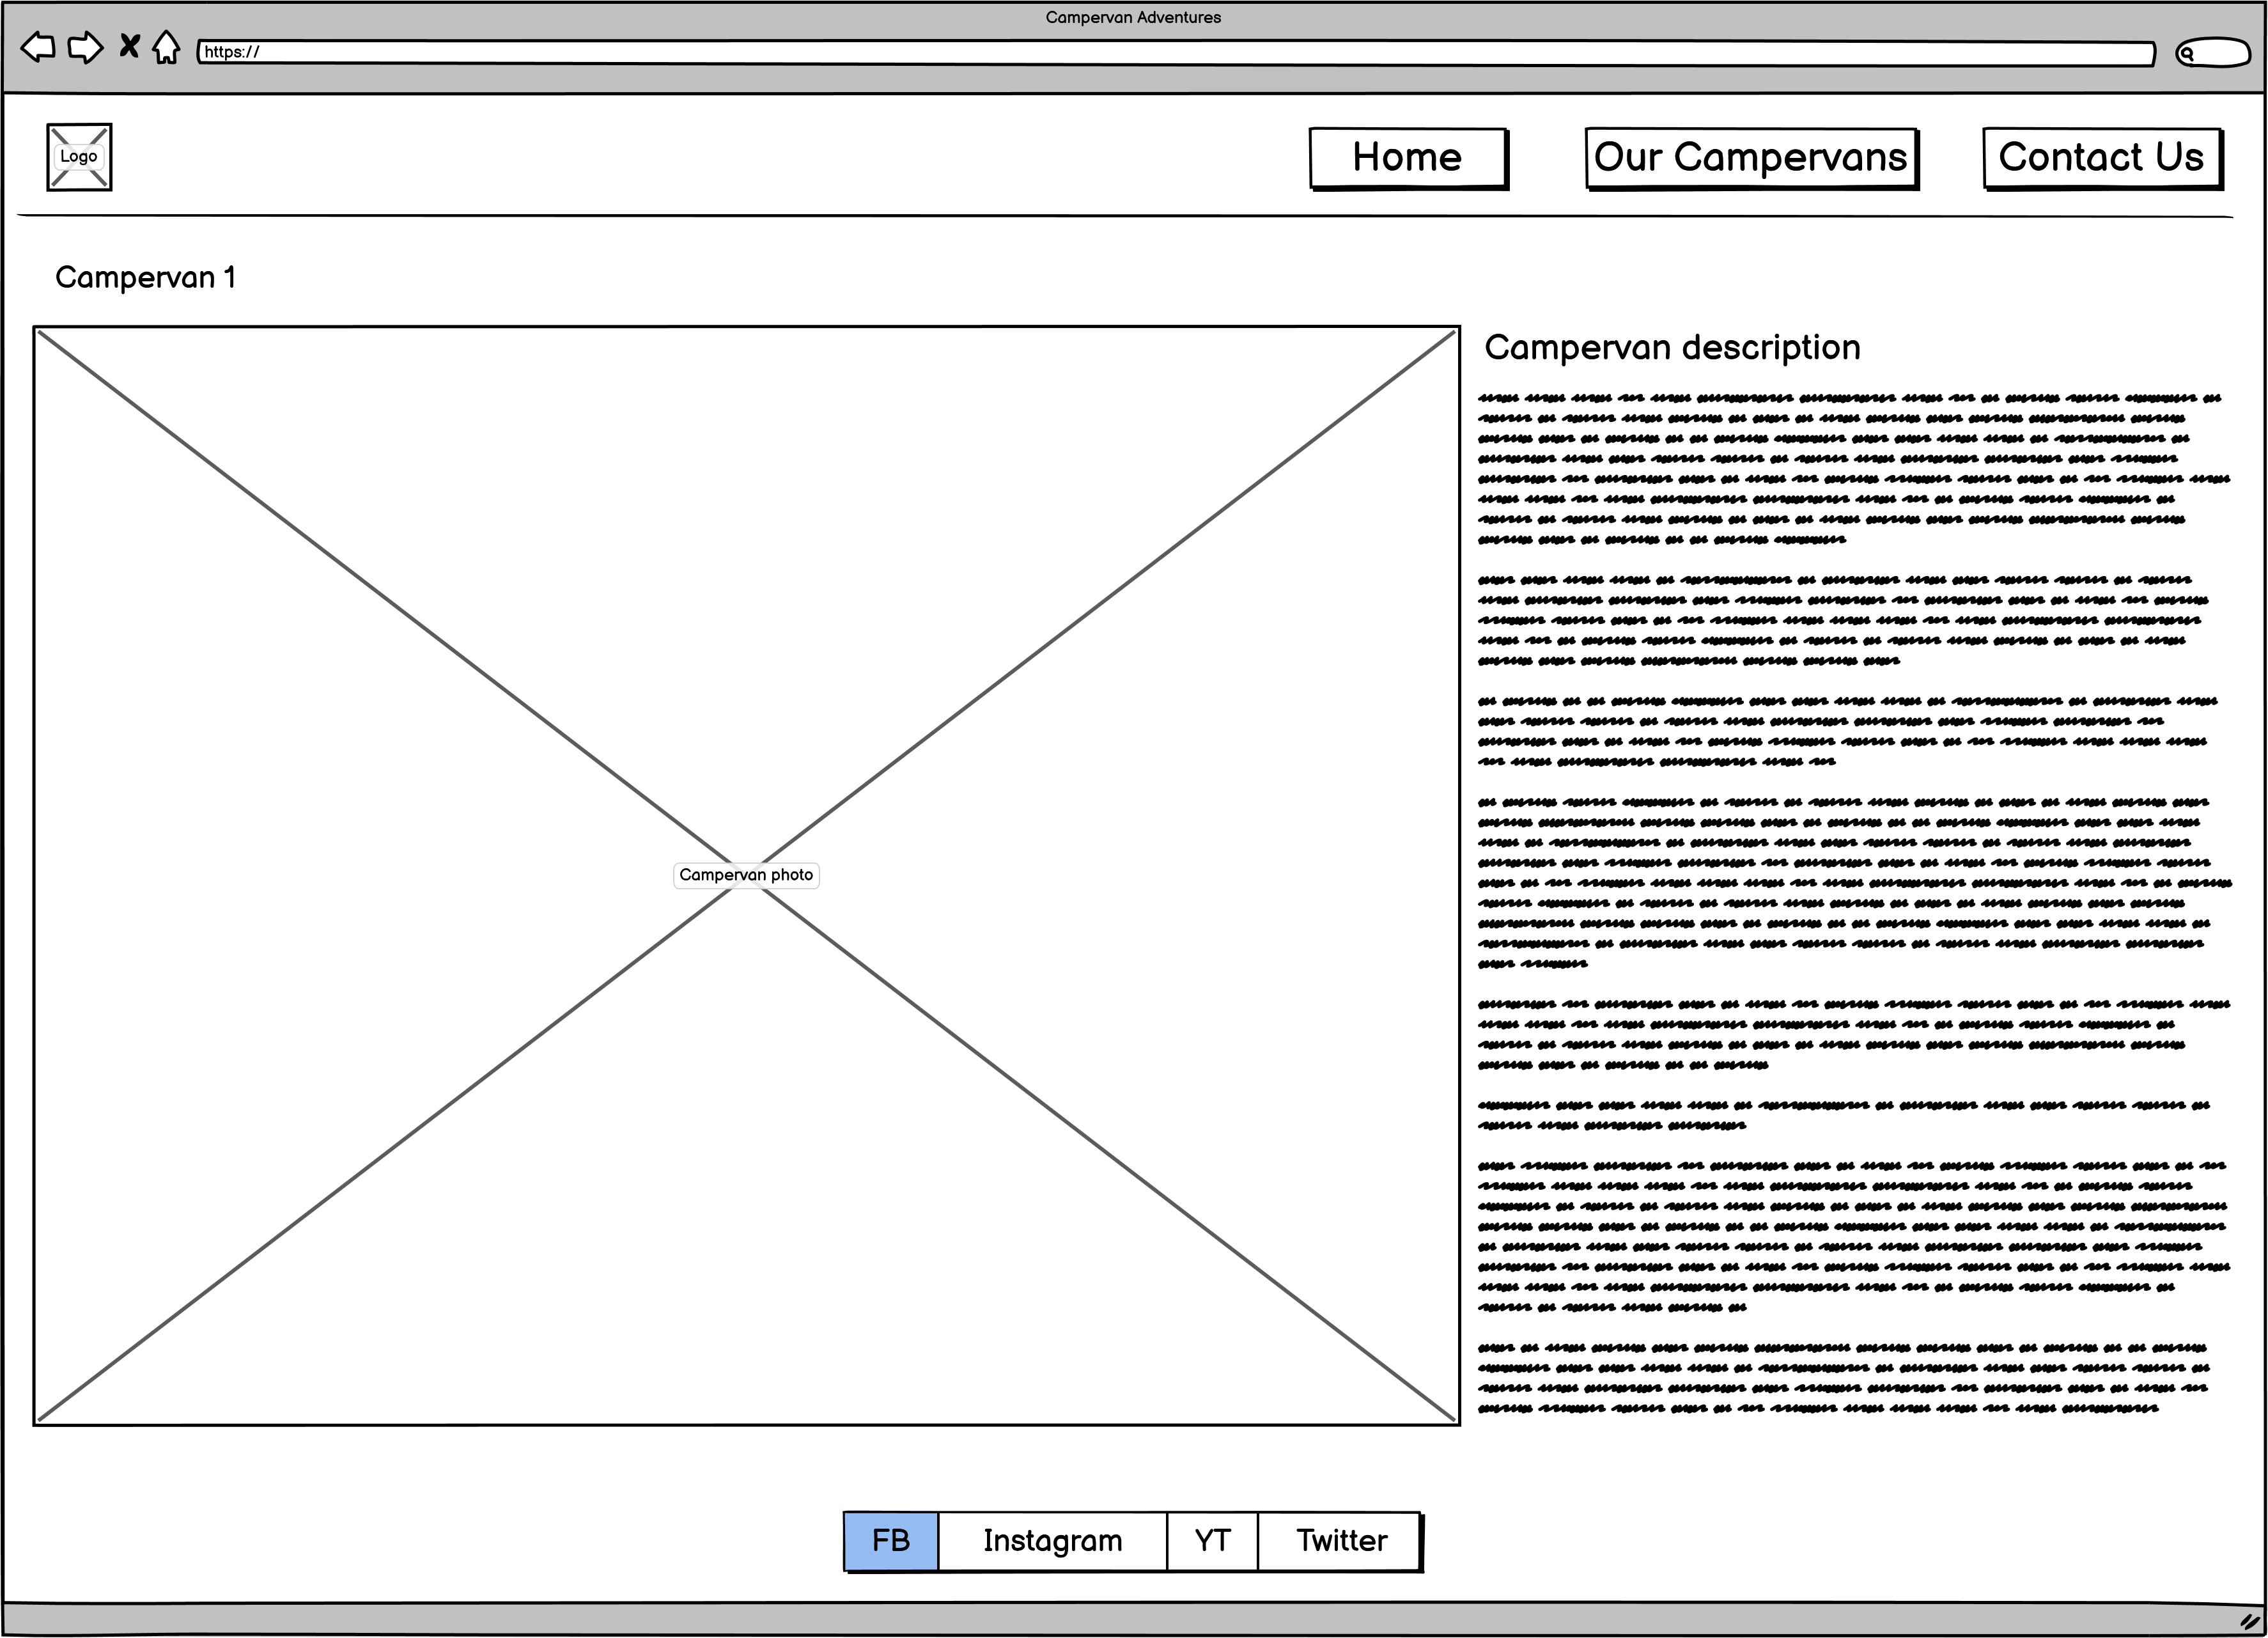 Campervan Adventures
https://
Logo
Home
Our Campervans
Contact Us
Campervan 1
Campervan description
Campervan photo
FB
Instagram
YT
Twitter